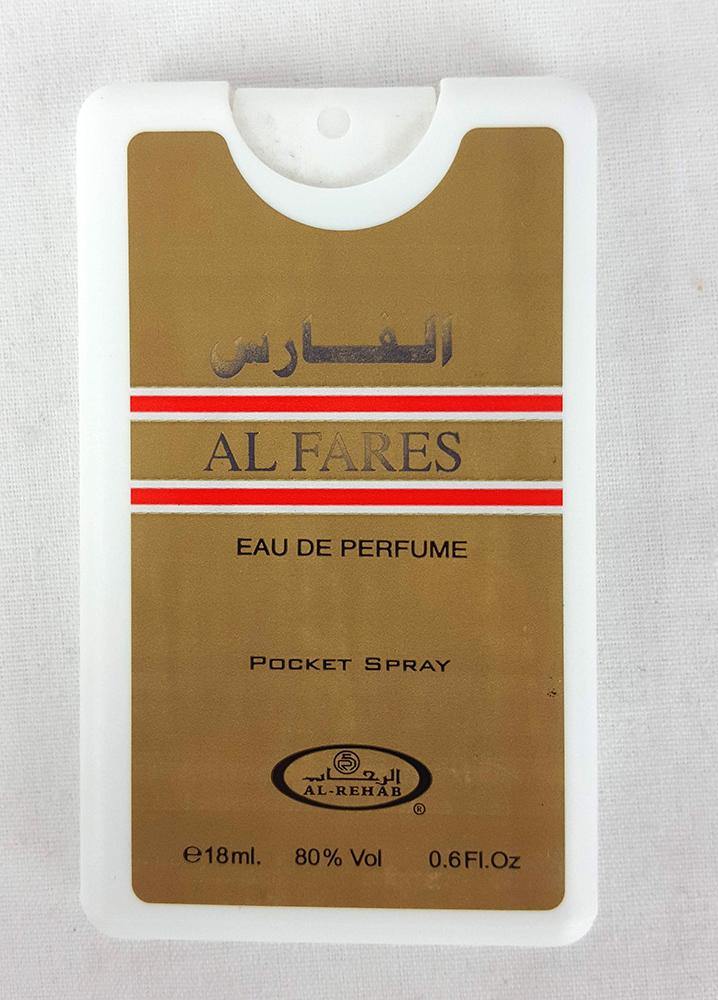 الفارس
AL FARES
EAU DE PERFUME
POCKET SPRAY
الرحاب
AL-REHAB
®
℮18ml. 80% Vol 0.6Fl.Oz